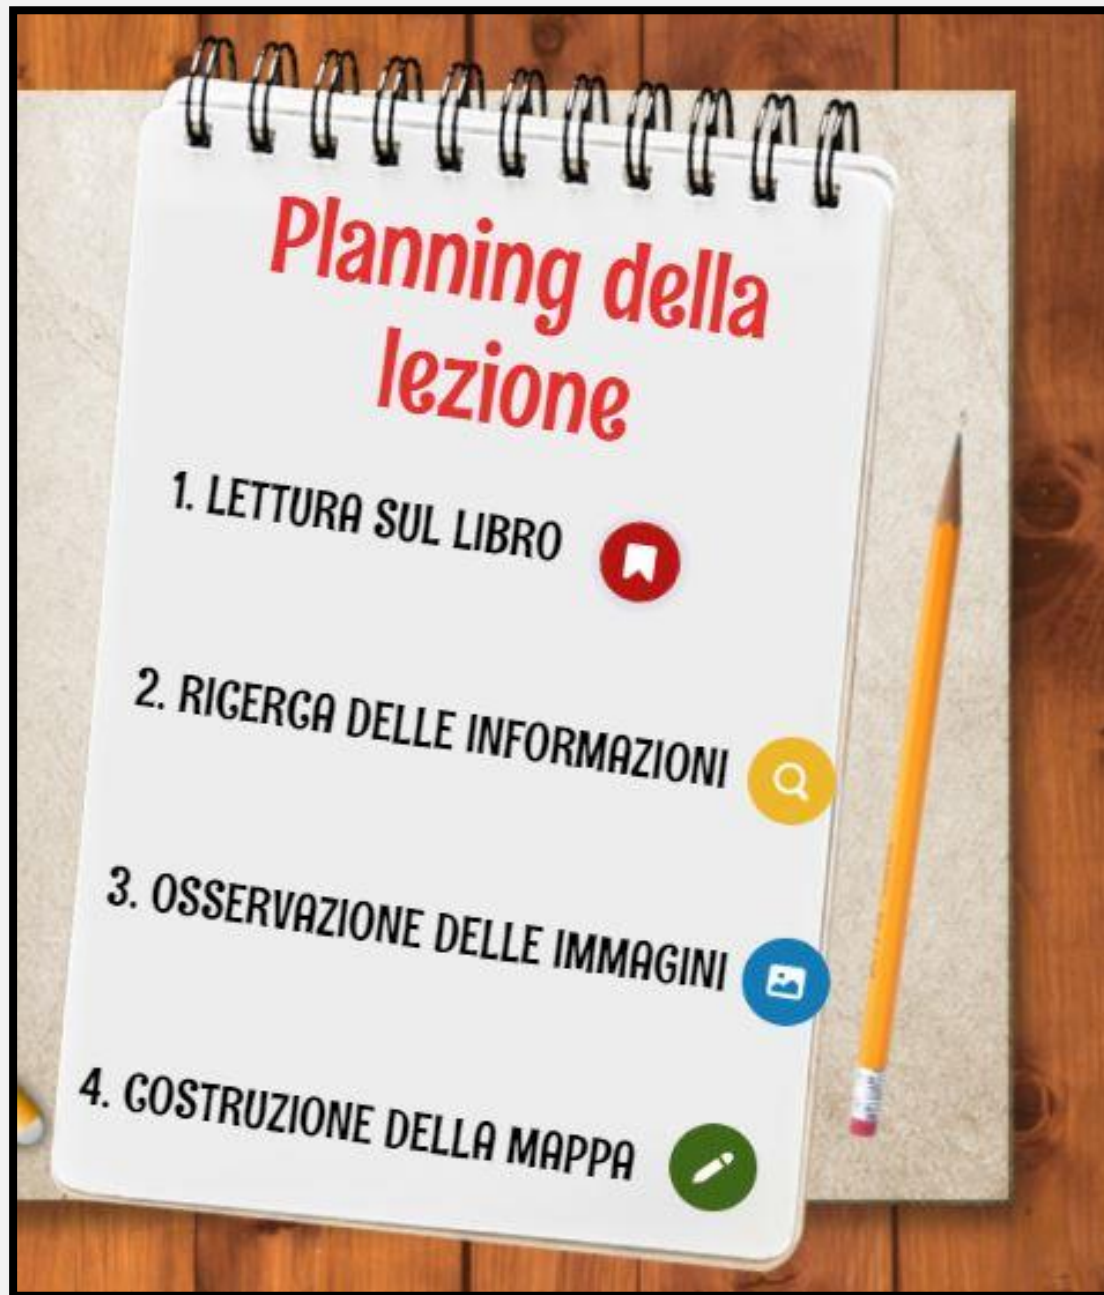 Planning della
lezione
1. LETTURA SUL LIBRO
2. RICERCA DELLE INFORMAZIONI
3. OSSERVAZIONE DELLE IMMAGINI
4. COSTRUZIONE DELLA MAPPA